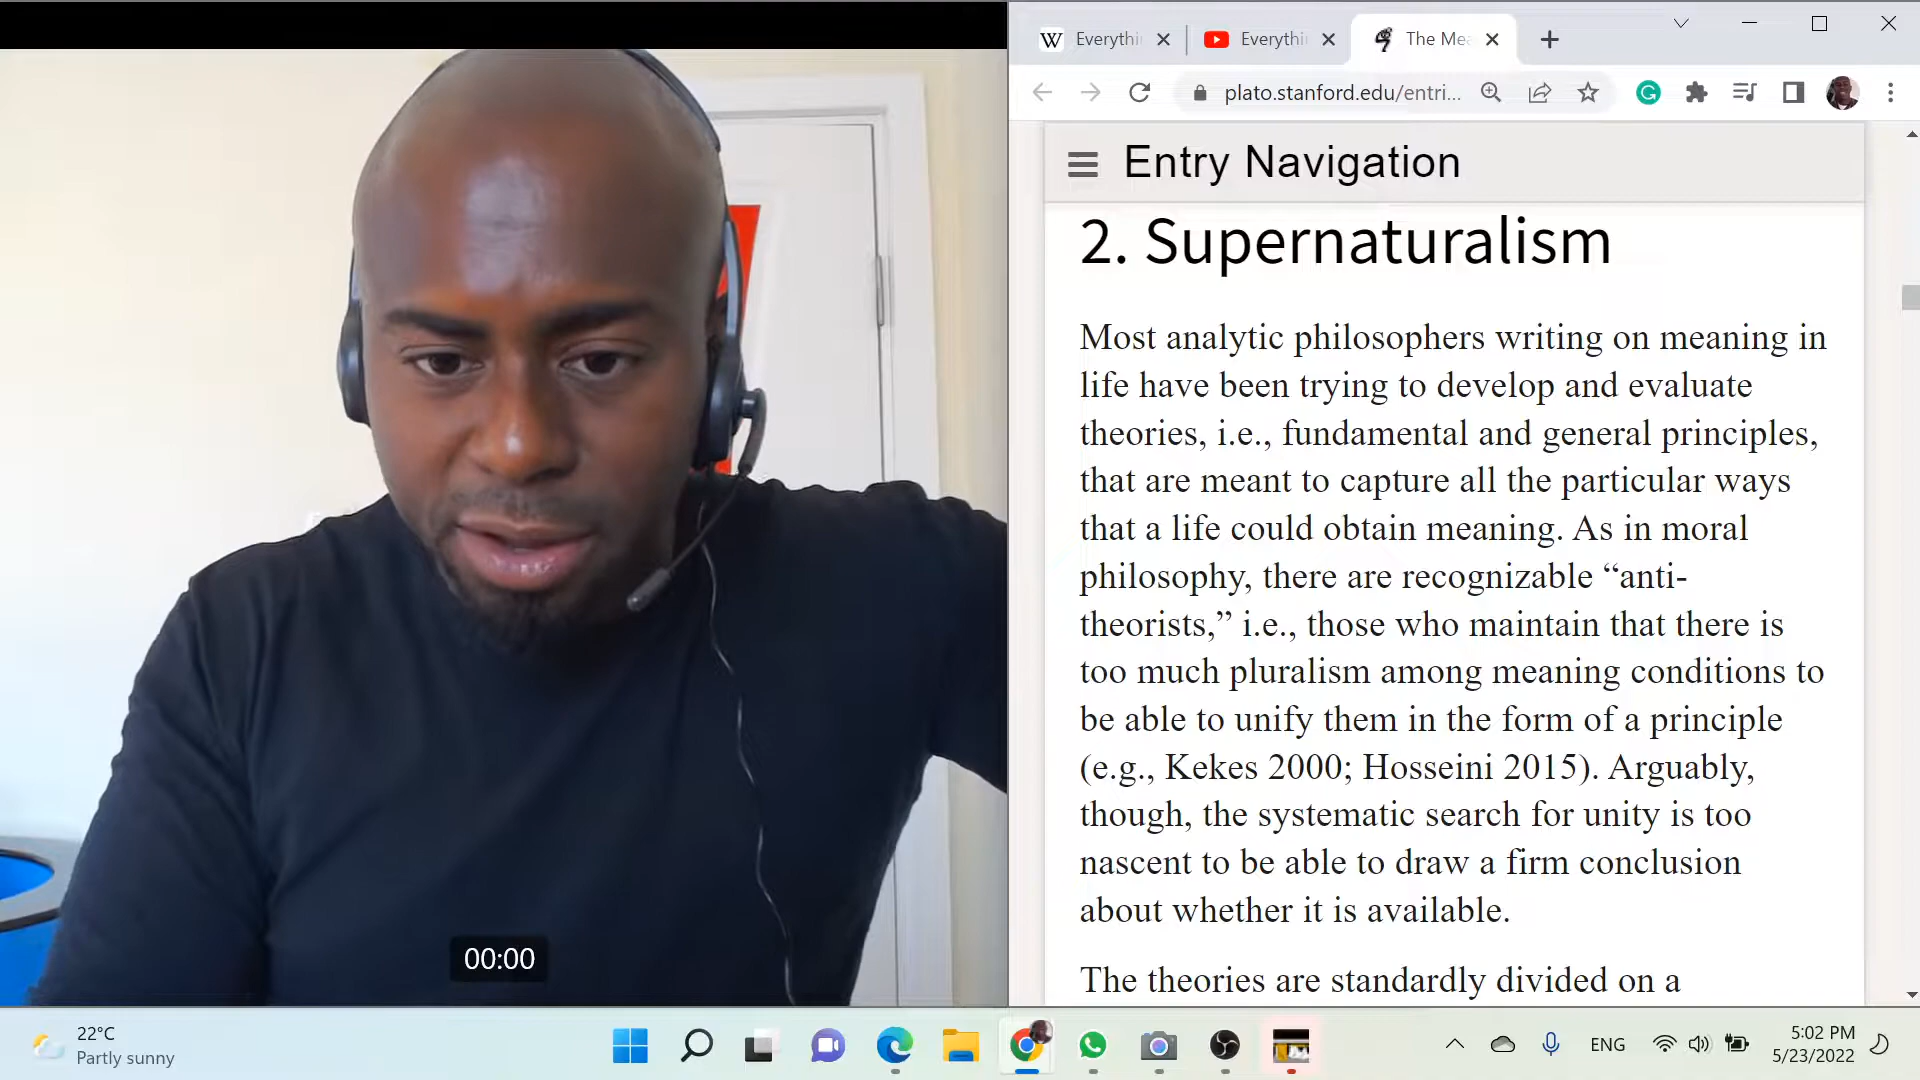 Everythi
Everythi
The Mea
plato.stanford.edu/entri...
Entry Navigation
2. Supernaturalism
Most analytic philosophers writing on meaning in
life have been trying to develop and evaluate
theories, i.e., fundamental and general principles,
that are meant to capture all the particular ways
that a life could obtain meaning. As in moral
philosophy, there are recognizable “anti-
theorists,” i.e., those who maintain that there is
too much pluralism among meaning conditions to
be able to unify them in the form of a principle
(e.g., Kekes 2000; Hosseini 2015). Arguably,
though, the systematic search for unity is too
nascent to be able to draw a firm conclusion
about whether it is available.
The theories are standardly divided on a
00:00
22°C
Partly sunny
ENG
5:02 PM
5/23/2022